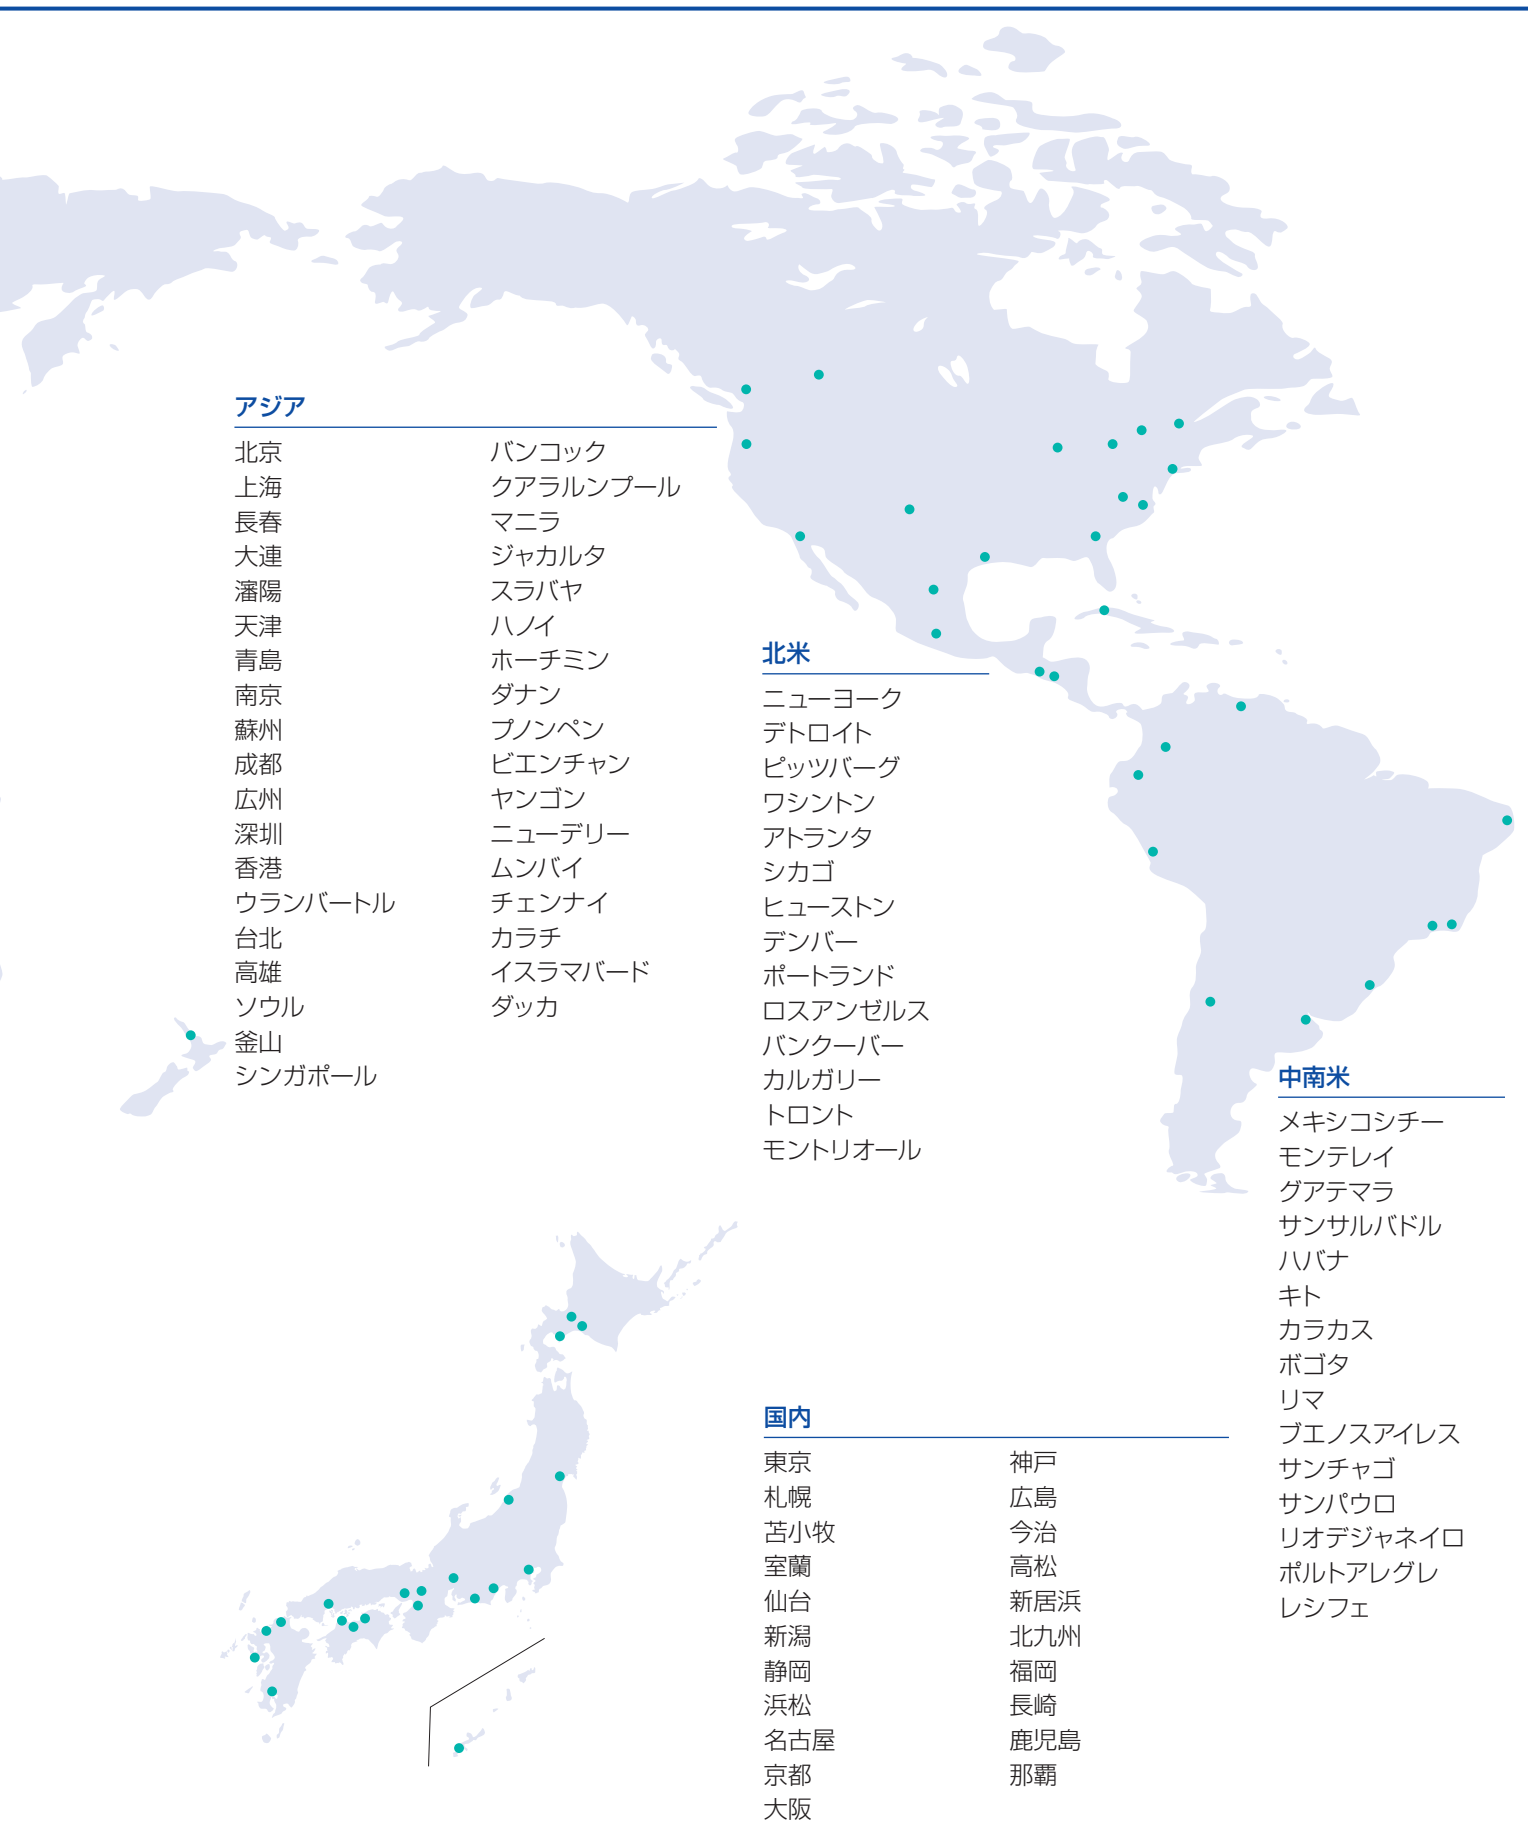 アジア
北京
上海
長春
大連
瀋陽
天津
青島
南京
蘇州
成都
広州
深圳
香港
ウランバートル
台北
高雄
ソウル
釜山
シンガポール
バンコック
クアラルンプール
マニラ
ジャカルタ
スラバヤ
ハノイ
ホーチミン
ダナン
プノンペン
ビエンチャン
ヤンゴン
ニューデリー
ムンバイ
チェンナイ
カラチ
イスラマバード
ダッカ
北米
ニューヨーク
デトロイト
ピッツバーグ
ワシントン
アトランタ
シカゴ
ヒューストン
デンバー
ポートランド
ロスアンゼルス
バンクーバー
カルガリー
トロント
モントリオール
中南米
メキシコシチー
モンテレイ
グアテマラ
サンサルバドル
ハバナ
キト
カラカス
ボゴタ
リマ
ブエノスアイレス
サンチャゴ
サンパウロ
リオデジャネイロ
ポルトアレグレ
レシフェ
国内
東京
札幌
苫小牧
室蘭
仙台
新潟
静岡
浜松
名古屋
京都
大阪
神戸
広島
今治
高松
新居浜
北九州
福岡
長崎
鹿児島
那覇